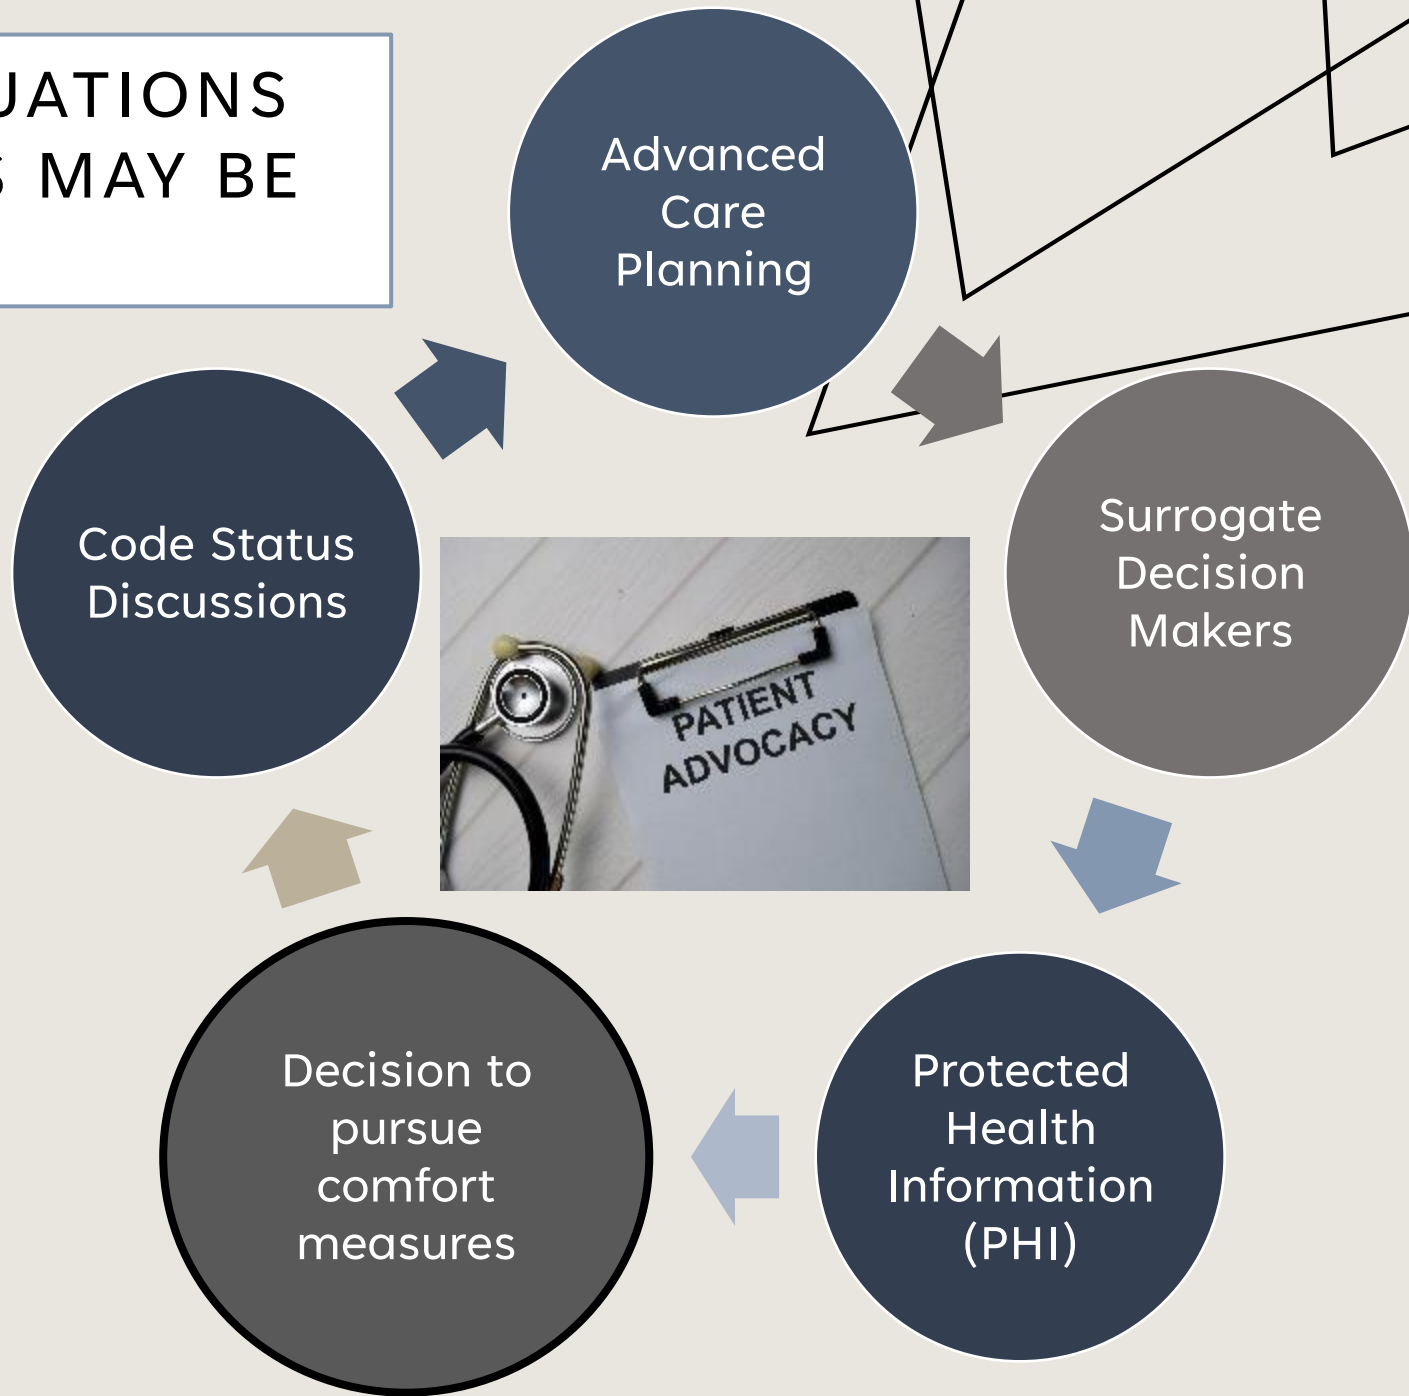 UATIONS
S MAY BE
Advanced
Care
Planning
Surrogate
Decision
Makers
Protected
Health
Information
(PHI)
Decision to
pursue
comfort
measures
Code Status
Discussions
PATIENT
ADVOCACY